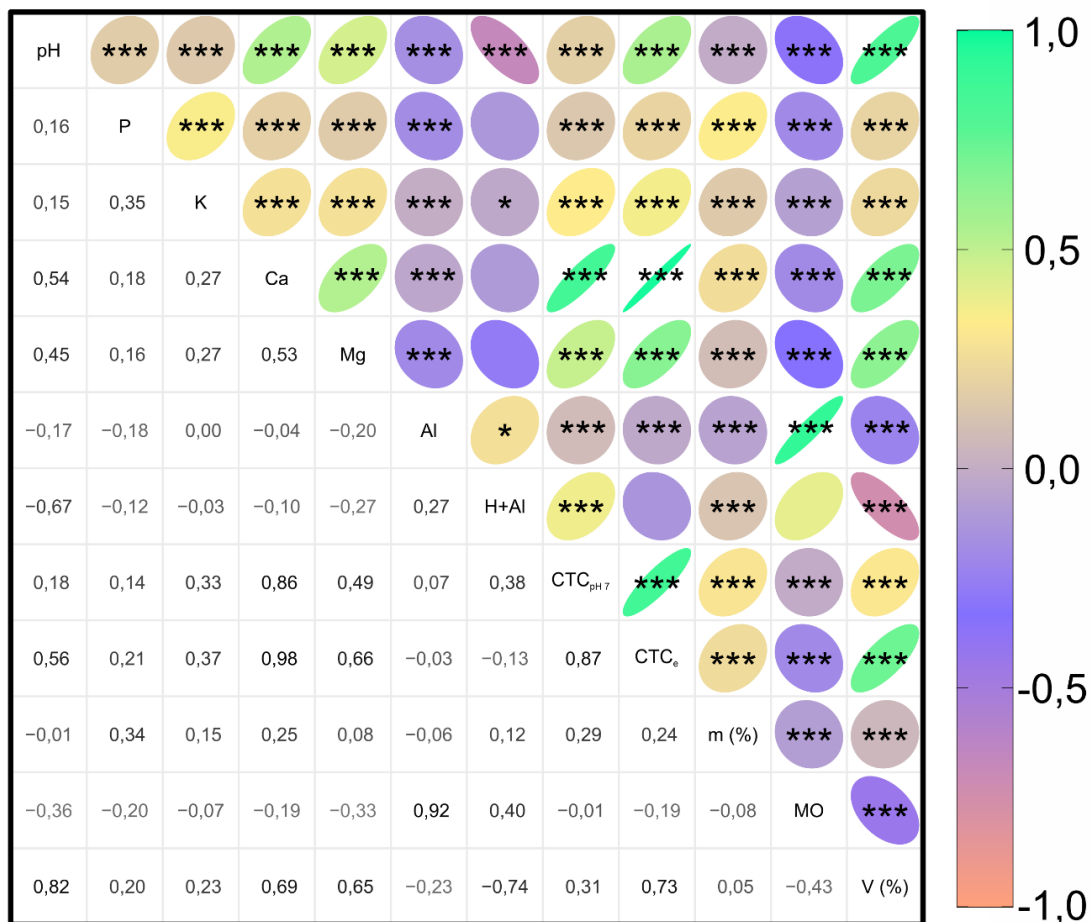 pH *** *** *** *** *** *** *** *** *** *** ***
0,16 P *** *** *** *** *** *** *** *** ***
0,15 0,35 K *** *** *** * *** *** *** *** ***
0,54 0,18 0,27 Ca *** *** *** *** *** *** ***
0,45 0,16 0,27 0,53 Mg *** *** *** *** *** ***
−0,17 −0,18 0,00 −0,04 −0,20 Al * *** *** *** *** ***
−0,67 −0,12 −0,03 −0,10 −0,27 0,27 H+Al *** *** ***
0,18 0,14 0,33 0,86 0,49 0,07 0,38 CTCpH 7 *** *** *** ***
0,56 0,21 0,37 0,98 0,66 −0,03 −0,13 0,87 CTCe *** *** ***
−0,01 0,34 0,15 0,25 0,08 −0,06 0,12 0,29 0,24 m (%) *** ***
−0,36 −0,20 −0,07 −0,19 −0,33 0,92 0,40 −0,01 −0,19 −0,08 MO ***
0,82 0,20 0,23 0,69 0,65 −0,23 −0,74 0,31 0,73 0,05 −0,43 V (%)
1,0
0,5
0,0
-0,5
-1,0